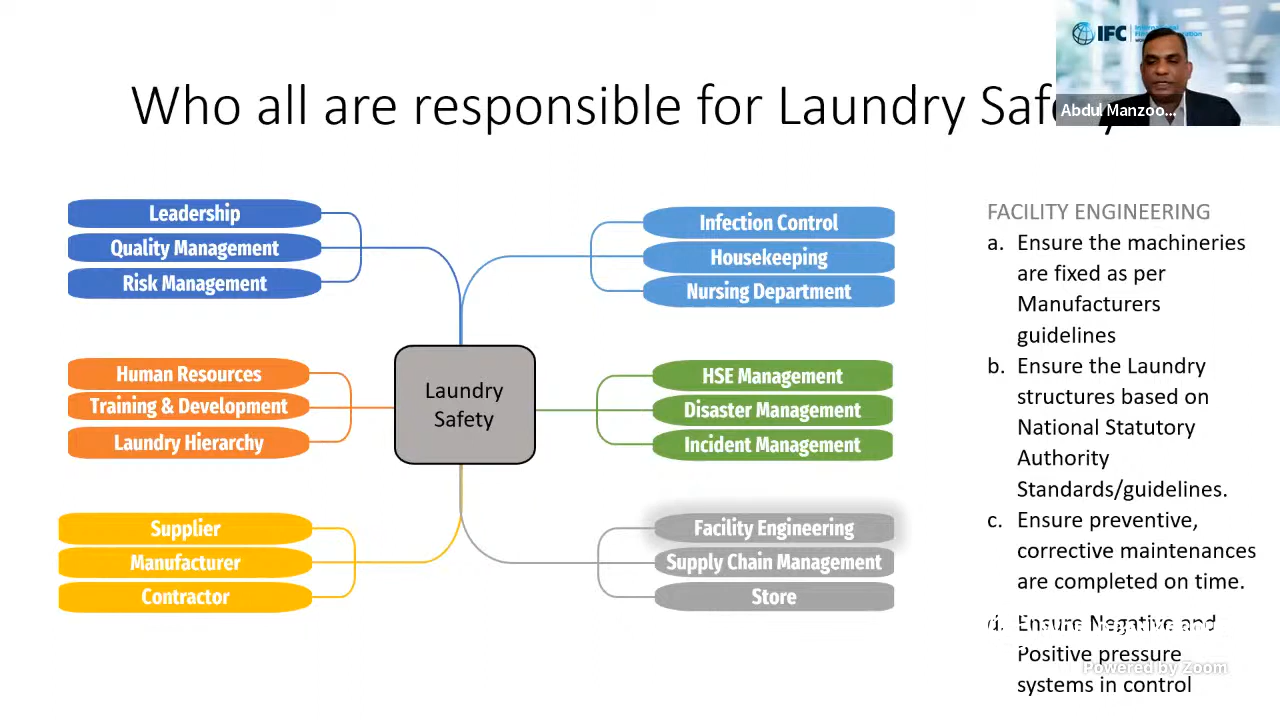 IFC
International
Who all are responsible for Laundry Safety
Abdul Manzoo...
Leadership
Quality Management
Risk Management
Infection Control
Housekeeping
Nursing Department
Human Resources
Training & Development
Laundry Hierarchy
Laundry
Safety
HSE Management
Disaster Management
Incident Management
Supplier
Manufacturer
Contractor
Facility Engineering
Supply Chain Management
Store
FACILITY ENGINEERING
a. Ensure the machineries
are fixed as per
Manufacturers
guidelines
b. Ensure the Laundry
structures based on
National Statutory
Authority
Standards/guidelines.
c. Ensure preventive,
corrective maintenances
are completed on time.
d. Ensure Negative and
Positive pressure
systems in control
Powered by Zoom